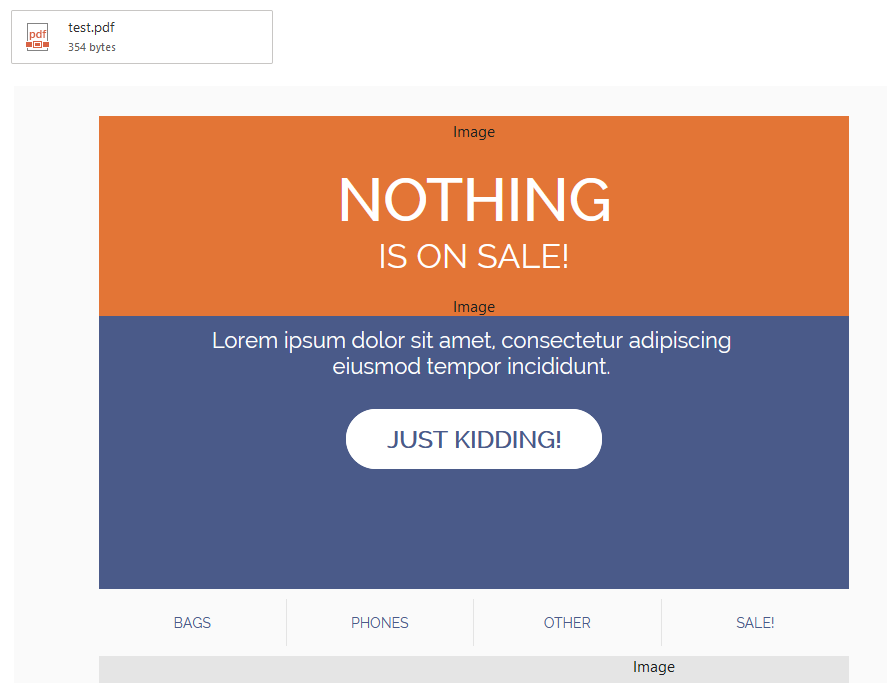 pdf
test.pdf
354 bytes
Image
NOTHING
IS ON SALE!
Image
Lorem ipsum dolor sit amet, consectetur adipiscing
eiusmod tempor incididunt.
JUST KIDDING!
BAGS PHONES OTHER SALE!
Image